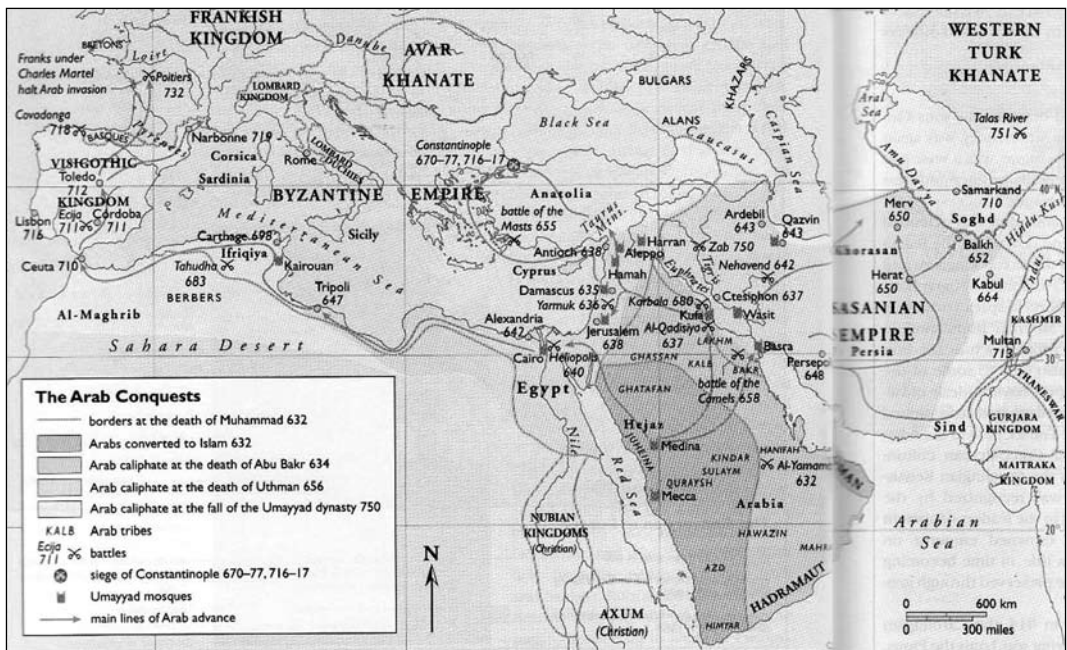 FRANKISH
KINGDOM
BRETONS
Loire
Franks under
Charles Martel
halt Arab invasion
Poitiers
732
Danube
AVAR
KHANATE
BULGARS
KHAZARS
WESTERN
TURK
KHANATE
Aral
Sea
Talas River
751
LOMBARD
KINGDOM
Covadonga
718
BASQUES
Pyrenees
Narbonne 719
Corsica
Sardinia
Rome
LOMBARD
DUCHIES
Black Sea
ALANS
Caucasus
Caspian Sea
Amu Darya
Constantinople
670-77, 716-17
VISIGOTHIC
KINGDOM
Toledo
712
Lisbon
716
Ecija
711
Córdoba
711
BYZANTINE
EMPIRE
Anatolia
Taurus
Mtns.
battle of the
Masts 655
Ardebil
643
Qazvin
643
Merv
650
Samarkand
710
40°N
Soghd
Hindu Kush
Mediterranean Sea
Sicily
Carthage 698
Ifriqiya
Kairouan
Ceuta 710
Tahudha
683
BERBERS
Tripoli
647
Antioch 638
Harran
Aleppo
Zab 750
Cyprus
Hamah
Euphrates
Tigris
Nehavend 642
Khorasan
Balkh
652
Herat
650
Kabul
664
Indus
Damascus 635
Yarmuk 636
Karbala 680
Ctesiphon 637
Kufa
Wasit
SASANIAN
EMPIRE
Persia
KASHMIR
Multan
713
Al-Maghrib
Sahara Desert
Alexandria
642
Jerusalem
638
Al-Qadisiya
637
LAKHM
Basra
Persepo
648
30°
THANESWAR
Cairo
Heliopolis
640
GHASSAN
KALB
BAKR
battle of the
Camels 658
Egypt
GHATAFAN
Sind
GURJARA
KINGDOM
Nile
Hejaz
JUHEINA
Medina
KINDAR
HANIFAH
Al-Yamama
632
MAITRAKA
KINGDOM
Red Sea
SULAYM
QURAYSH
Mecca
Arabia
Arabian
Sea
20°
NUBIAN
KINGDOMS
(Christian)
HAWAZIN
MAHRA
N
AZD
HADRAMAUT
AXUM
(Christian)
HIMYAR
0 600 km
0 300 miles
The Arab Conquests
borders at the death of Muhammad 632
Arabs converted to Islam 632
Arab caliphate at the death of Abu Bakr 634
Arab caliphate at the death of Uthman 656
Arab caliphate at the fall of the Umayyad dynasty 750
KALB Arab tribes
Ecija
711 battles
siege of Constantinople 670-77, 716-17
Umayyad mosques
main lines of Arab advance